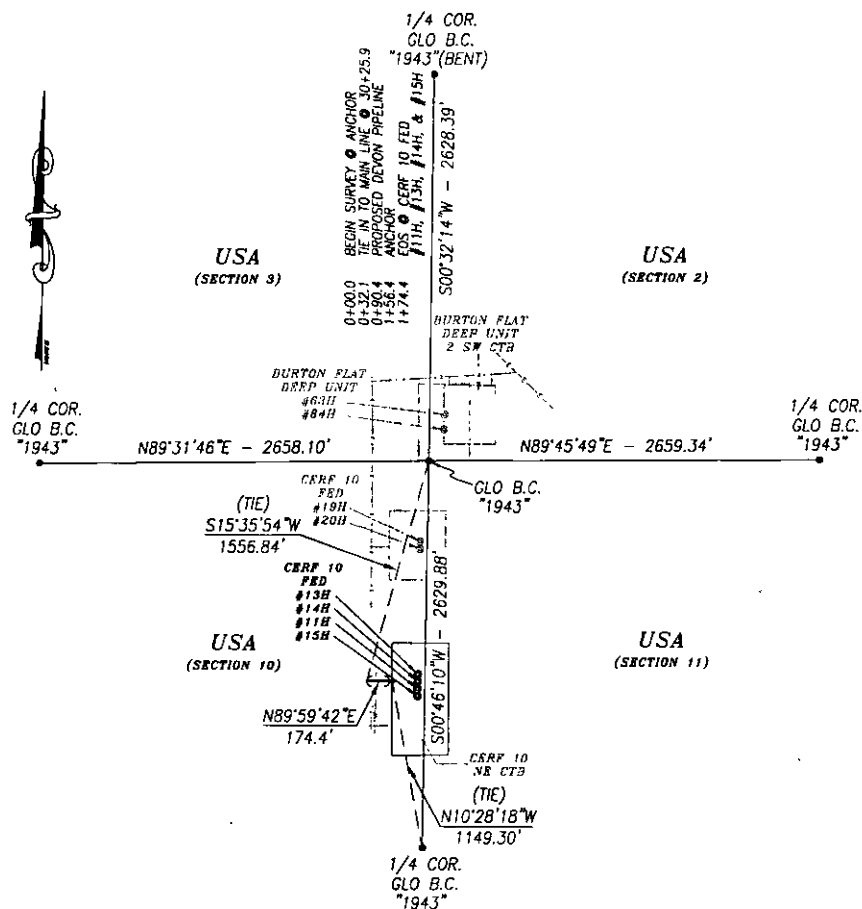 1/4 COR.
GLO B.C.
"1943"(BENT)
0+00.0 BEGIN SURVEY @ ANCHOR
0+32.1 TIE IN TO MAIN LINE @ 30+25.9
0+90.4 PROPOSED DEVON PIPELINE
1+56.4 ANCHOR
1+74.4 EOS @ CERF 10 FED
#11H, #13H, #14H, & #15H
S00°32'14"W - 2628.39'
USA
(SECTION 3)
USA
(SECTION 2)
BURTON FLAT
DEEP UNIT
2 SW CTB
BURTON FLAT
DEEP UNIT
#63H
#84H
1/4 COR.
GLO B.C.
"1943"
N89°31'46"E - 2658.10'
N89°45'49"E - 2659.34'
1/4 COR.
GLO B.C.
"1943"
GLO B.C.
"1943"
CERF 10
FED
#19H
#20H
(TIE)
S15°35'54"W
1556.84'
CERF 10
FED
#13H
#14H
#11H
#15H
S00°46'10"W - 2629.88'
USA
(SECTION 10)
USA
(SECTION 11)
N89°59'42"E
174.4'
CERF 10
NE CTB
(TIE)
N10°28'18"W
1149.30'
1/4 COR.
GLO B.C.
"1943"